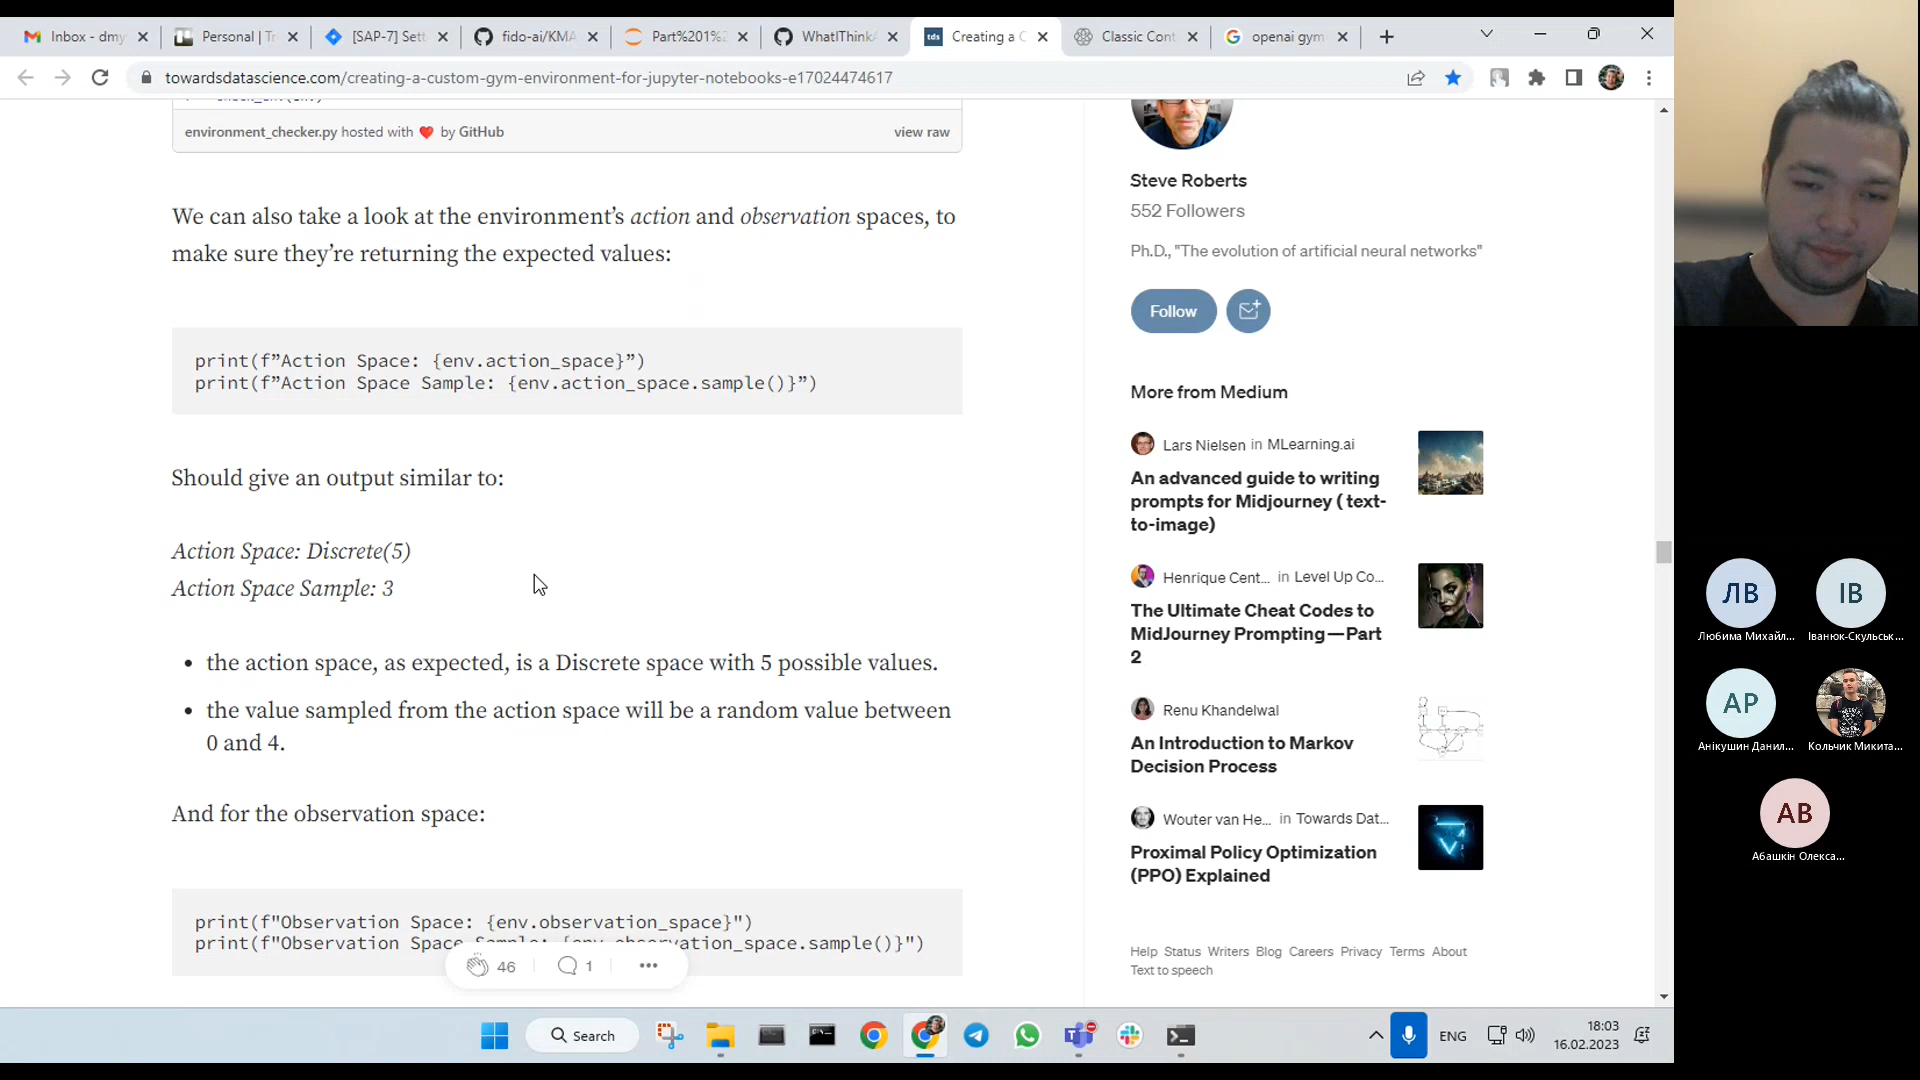 Inbox - dmy
Personal | Tr
[SAP-7] Sett
fido-ai/KMA
Part%201%2
WhatIThink
Creating a C
Classic Cont
openai gym
towardsdatascience.com/creating-a-custom-gym-environment-for-jupyter-notebooks-e17024474617
environment_checker.py hosted with ❤ by GitHub
view raw
We can also take a look at the environment’s action and observation spaces, to
make sure they’re returning the expected values:
print(f”Action Space: {env.action_space}”)
print(f”Action Space Sample: {env.action_space.sample()}”)
Should give an output similar to:
Action Space: Discrete(5)
Action Space Sample: 3
• the action space, as expected, is a Discrete space with 5 possible values.
• the value sampled from the action space will be a random value between
0 and 4.
And for the observation space:
print(f"Observation Space: {env.observation_space}")
print(f"Observation Space Sample: {env.observation_space.sample()}")
46
1
Steve Roberts
552 Followers
Ph.D., "The evolution of artificial neural networks"
Follow
More from Medium
Lars Nielsen in MLearning.ai
An advanced guide to writing
prompts for Midjourney ( text-
to-image)
Henrique Cent... in Level Up Co...
The Ultimate Cheat Codes to
MidJourney Prompting — Part
2
Renu Khandelwal
An Introduction to Markov
Decision Process
Wouter van He... in Towards Dat...
Proximal Policy Optimization
(PPO) Explained
Help Status Writers Blog Careers Privacy Terms About
Text to speech
ЛВ
Любима Михайл...
ІВ
Іванюк-Скульськ...
АР
Анікушин Данил...
Кольчик Микита...
АВ
Абашкін Олекса...
Search
ENG
18:03
16.02.2023